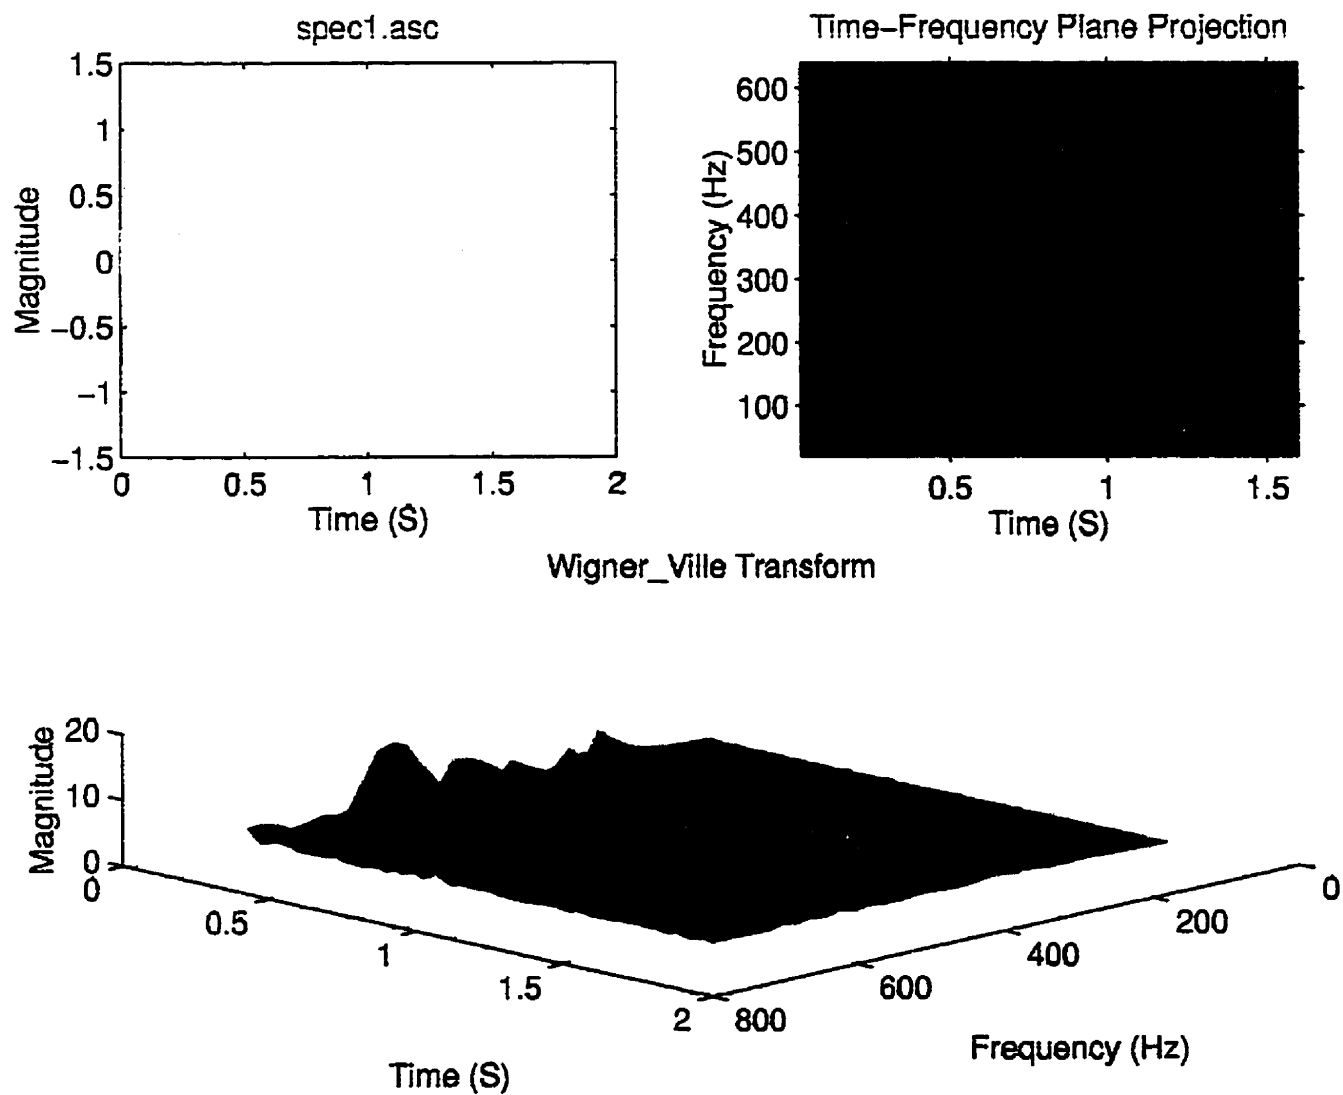 spec1.asc
1.5
1
0.5
0
−0.5
−1
−1.5
Magnitude
0 0.5 1 1.5 2
Time (S)
Time−Frequency Plane Projection
600
500
400
300
200
100
Frequency (Hz)
0.5 1 1.5
Time (S)
Wigner_Ville Transform
20
10
0
Magnitude
0
0.5
1
1.5
2
Time (S)
800
600
400
200
0
Frequency (Hz)